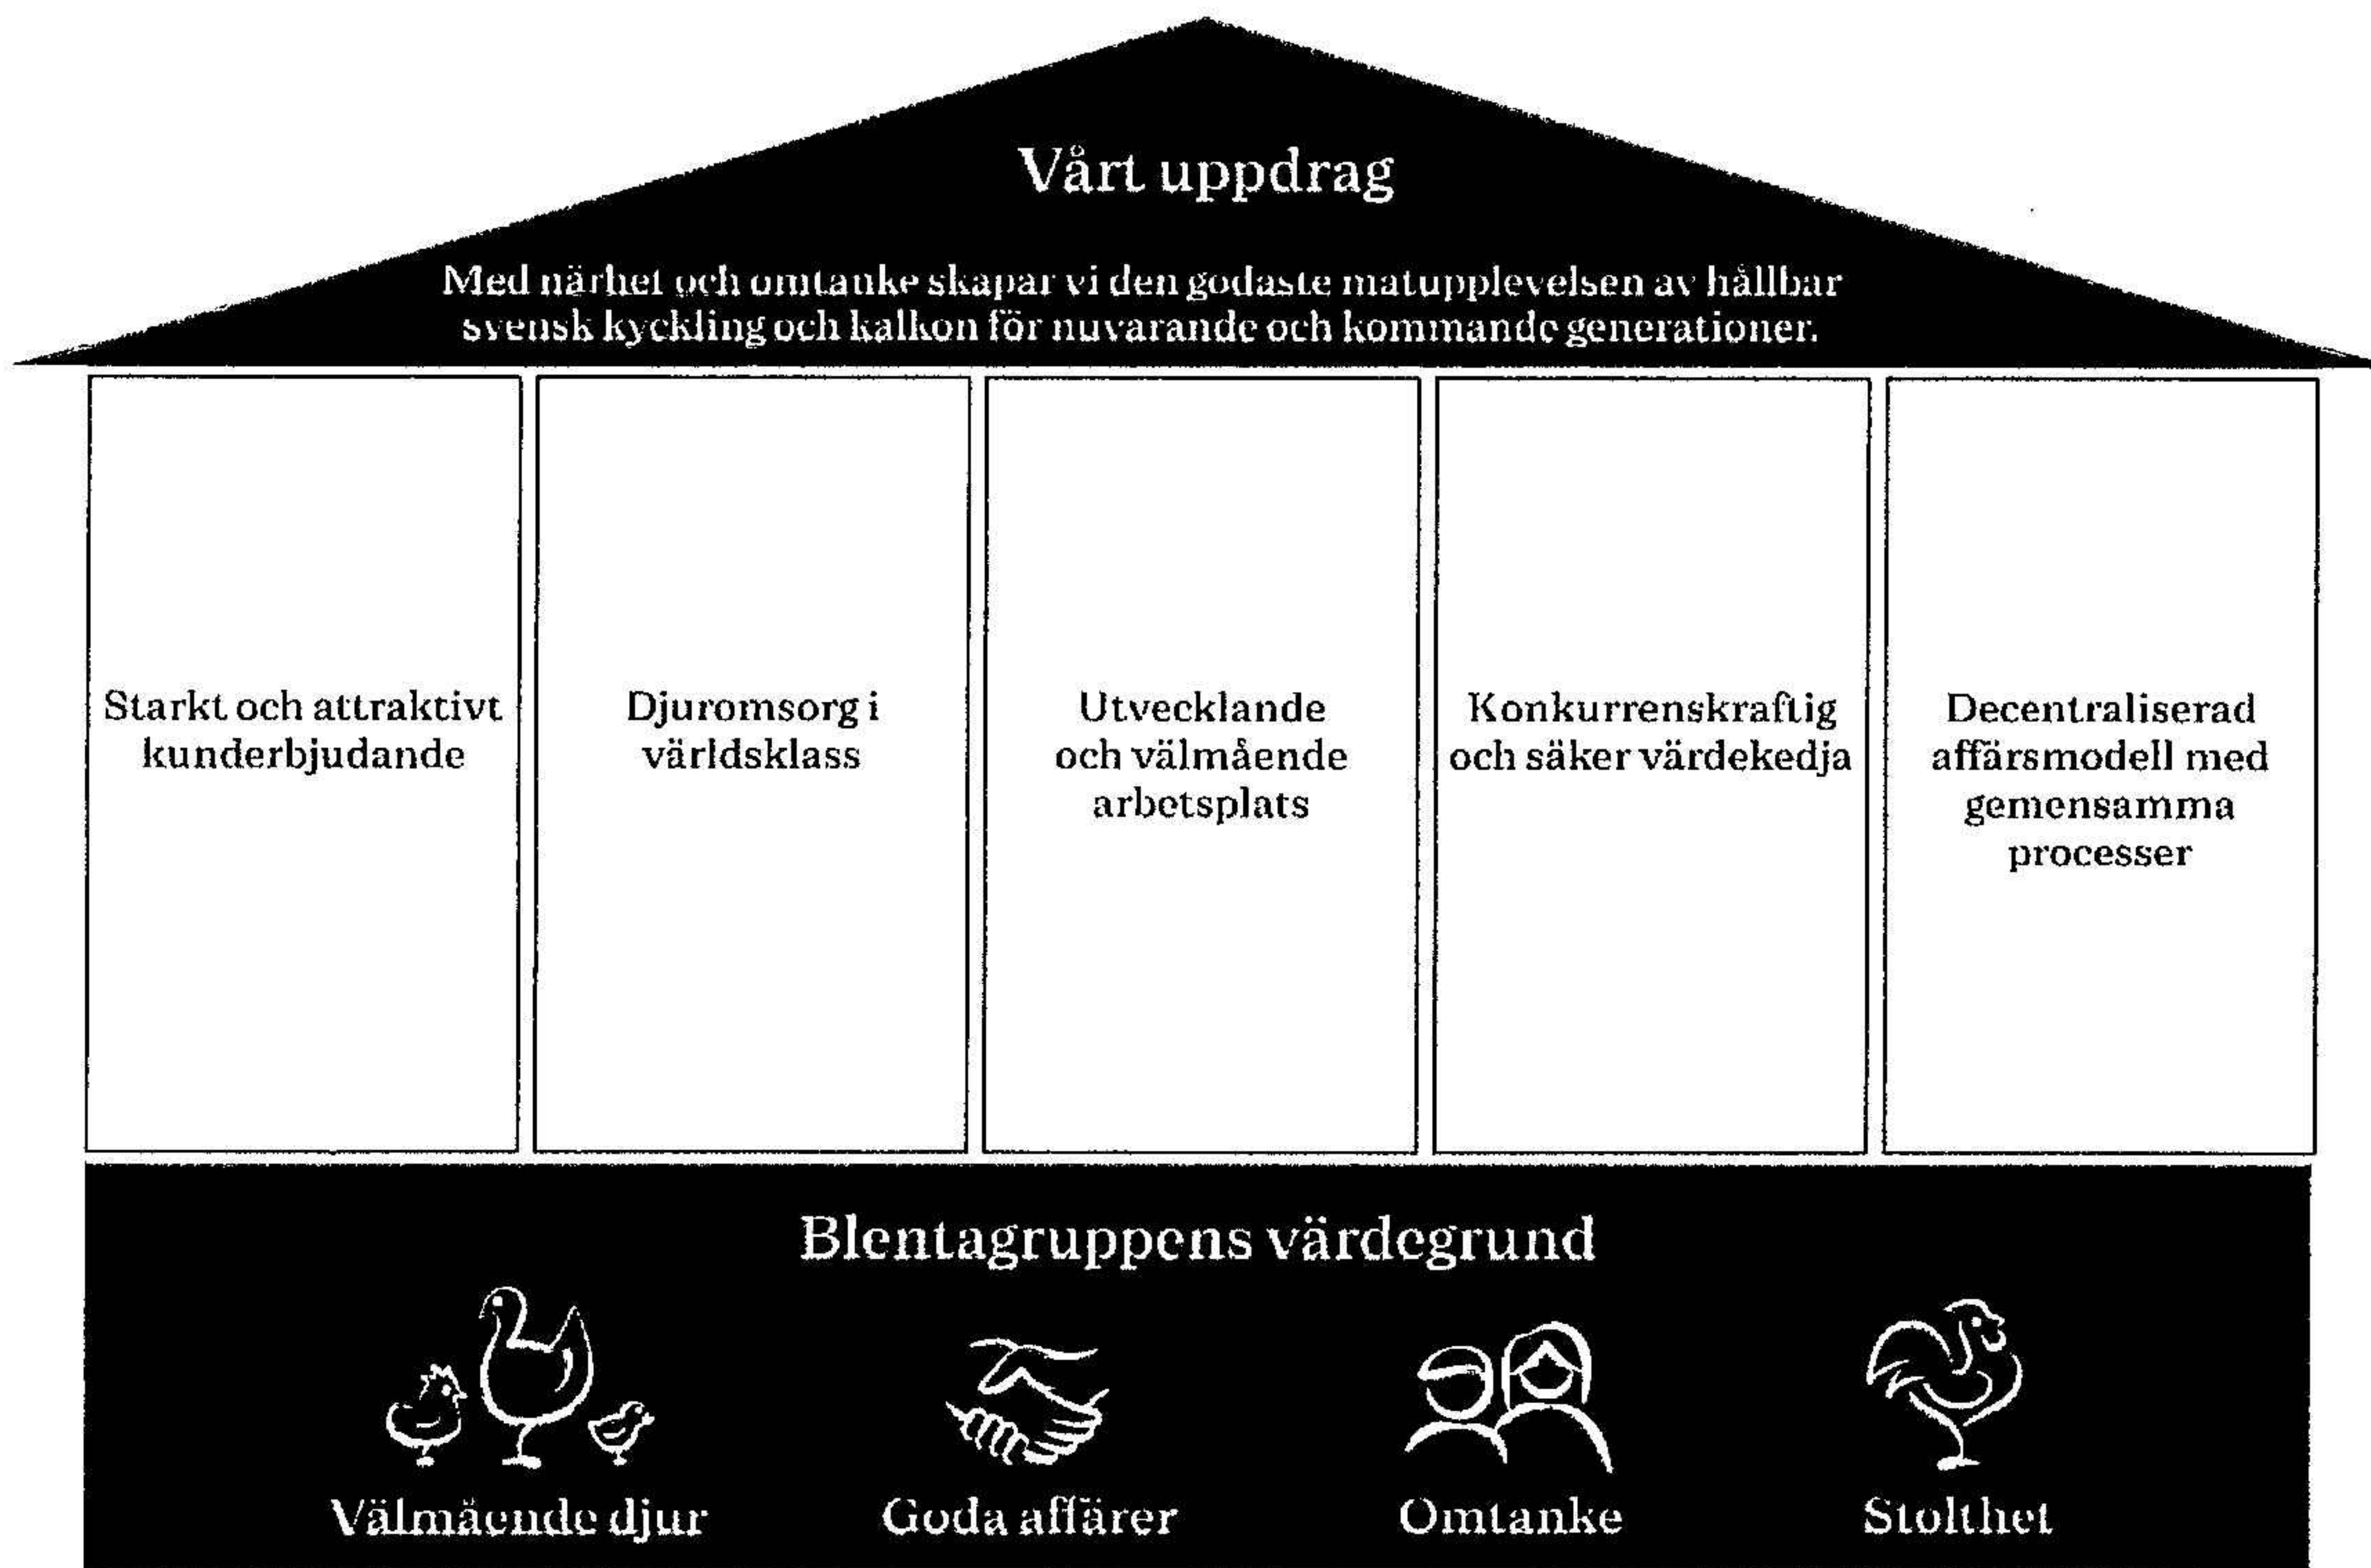 Vårt uppdrag
Med närhet och omtanke skapar vi den godaste matupplevelsen av hållbar
svensk kyckling och kalkon för nuvarande och kommande generationer.
Starkt och attraktivt
kunderbjudande
Djuromsorg i
världsklass
Utvecklande
och välmående
arbetsplats
Konkurrenskraftig
och säker värdekedja
Decentraliserad
affärsmodell med
gemensamma
processer
Blentagruppens värdegrund
Välmående djur
Goda affärer
Omtanke
Stolthet